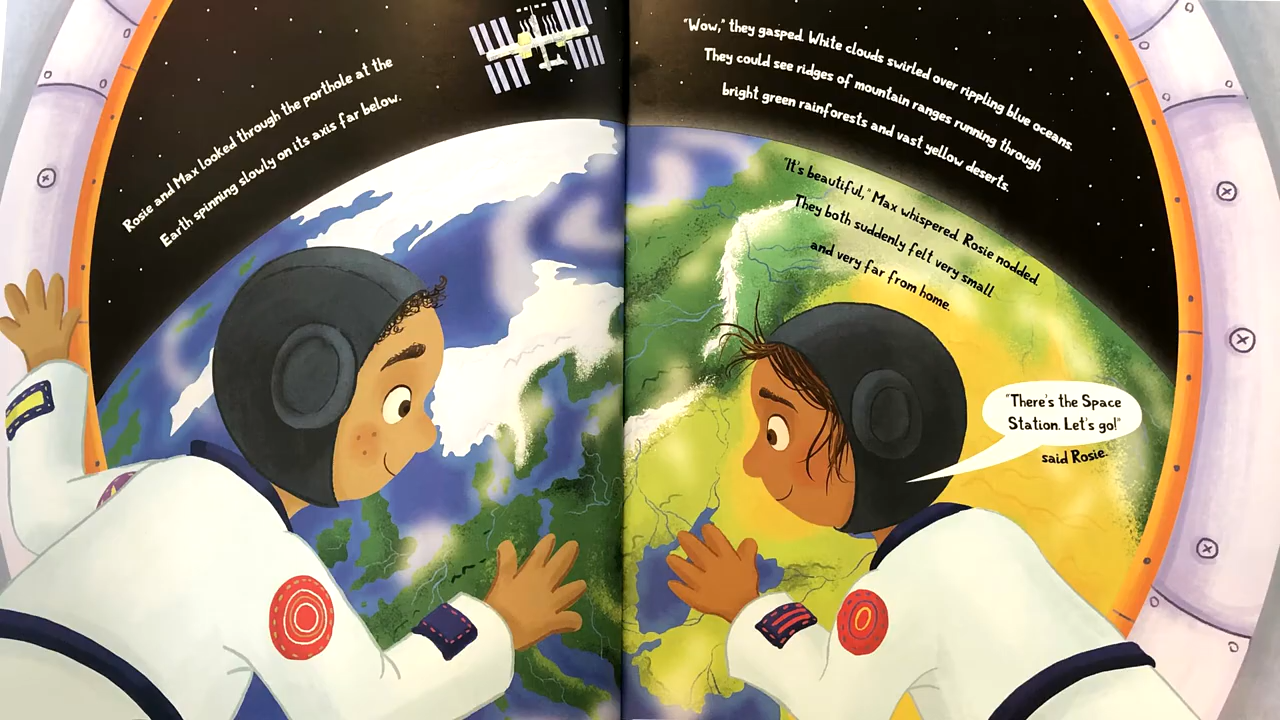 Rosie and Max looked through the porthole at the
Earth spinning slowly on its axis far below.
"Wow," they gasped. White clouds swirled over rippling blue oceans.
They could see ridges of mountain ranges running through
bright green rainforests and vast yellow deserts.
"It's beautiful," Max whispered. Rosie nodded.
They both suddenly felt very small
and very far from home.
"There's the Space
Station. Let's go!"
said Rosie.